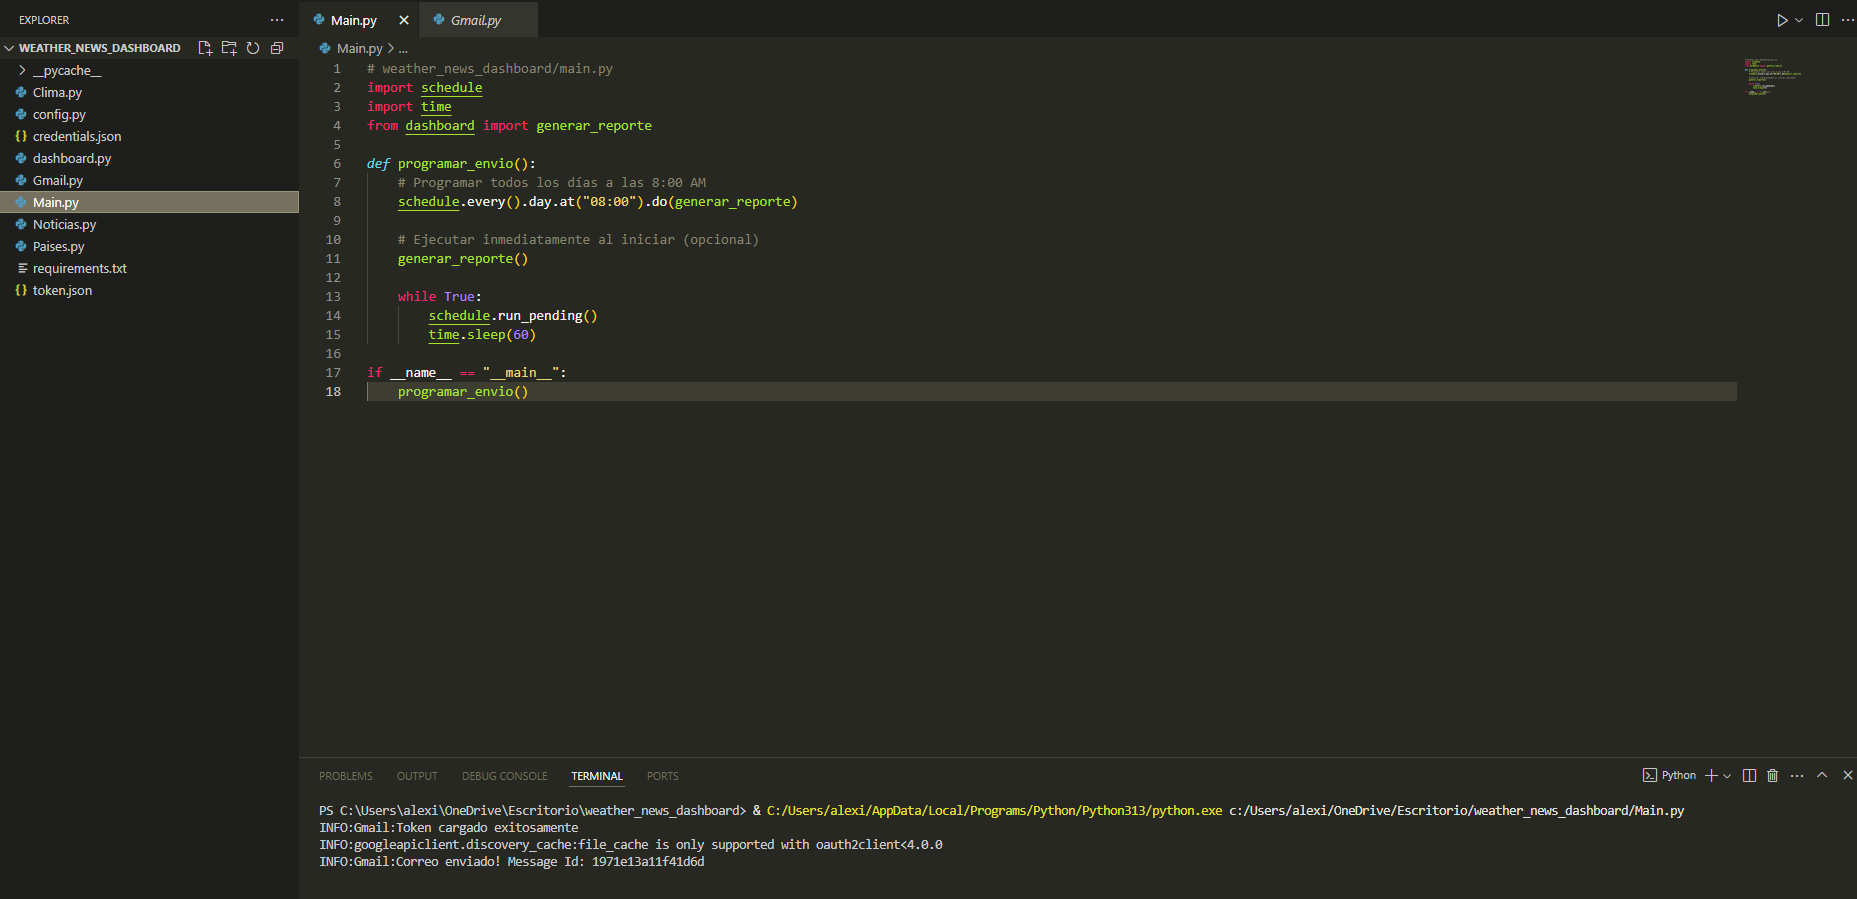 EXPLORER
WEATHER_NEWS_DASHBOARD
__pycache__
Clima.py
config.py
credentials.json
dashboard.py
Gmail.py
Main.py
Noticias.py
Paises.py
requirements.txt
token.json
Main.py
Gmail.py
Main.py > ...
1 # weather_news_dashboard/main.py
2 import schedule
3 import time
4 from dashboard import generar_reporte
5
6 def programar_envio():
7     # Programar todos los días a las 8:00 AM
8     schedule.every().day.at("08:00").do(generar_reporte)
9
10     # Ejecutar inmediatamente al iniciar (opcional)
11     generar_reporte()
12
13     while True:
14         schedule.run_pending()
15         time.sleep(60)
16
17 if __name__ == "__main__":
18     programar_envio()
PROBLEMS OUTPUT DEBUG CONSOLE TERMINAL PORTS
Python
PS C:\Users\alexi\OneDrive\Escritorio\weather_news_dashboard> & C:/Users/alexi/AppData/Local/Programs/Python/Python313/python.exe c:/Users/alexi/OneDrive/Escritorio/weather_news_dashboard/Main.py
INFO:Gmail:Token cargado exitosamente
INFO:googleapiclient.discovery_cache:file_cache is only supported with oauth2client<4.0.0
INFO:Gmail:Correo enviado! Message Id: 1971e13a11f41d6d